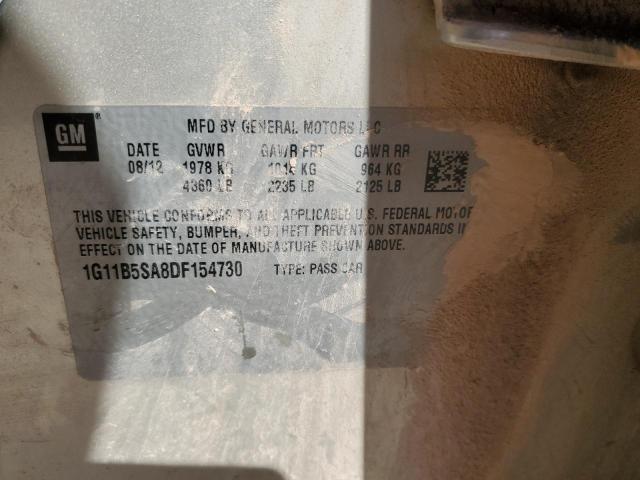 GM ®
MFD BY GENERAL MOTORS LLC
DATE GVWR GAWR FRT GAWR RR
08/12 1978 KG 1014 KG 964 KG
4360 LB 2235 LB 2125 LB
THIS VEHICLE CONFORMS TO ALL APPLICABLE U.S. FEDERAL MOTOR
VEHICLE SAFETY, BUMPER, AND THEFT PREVENTION STANDARDS IN
EFFECT ON THE DATE OF MANUFACTURE SHOWN ABOVE.
1G11B5SA8DF154730 TYPE: PASS CAR